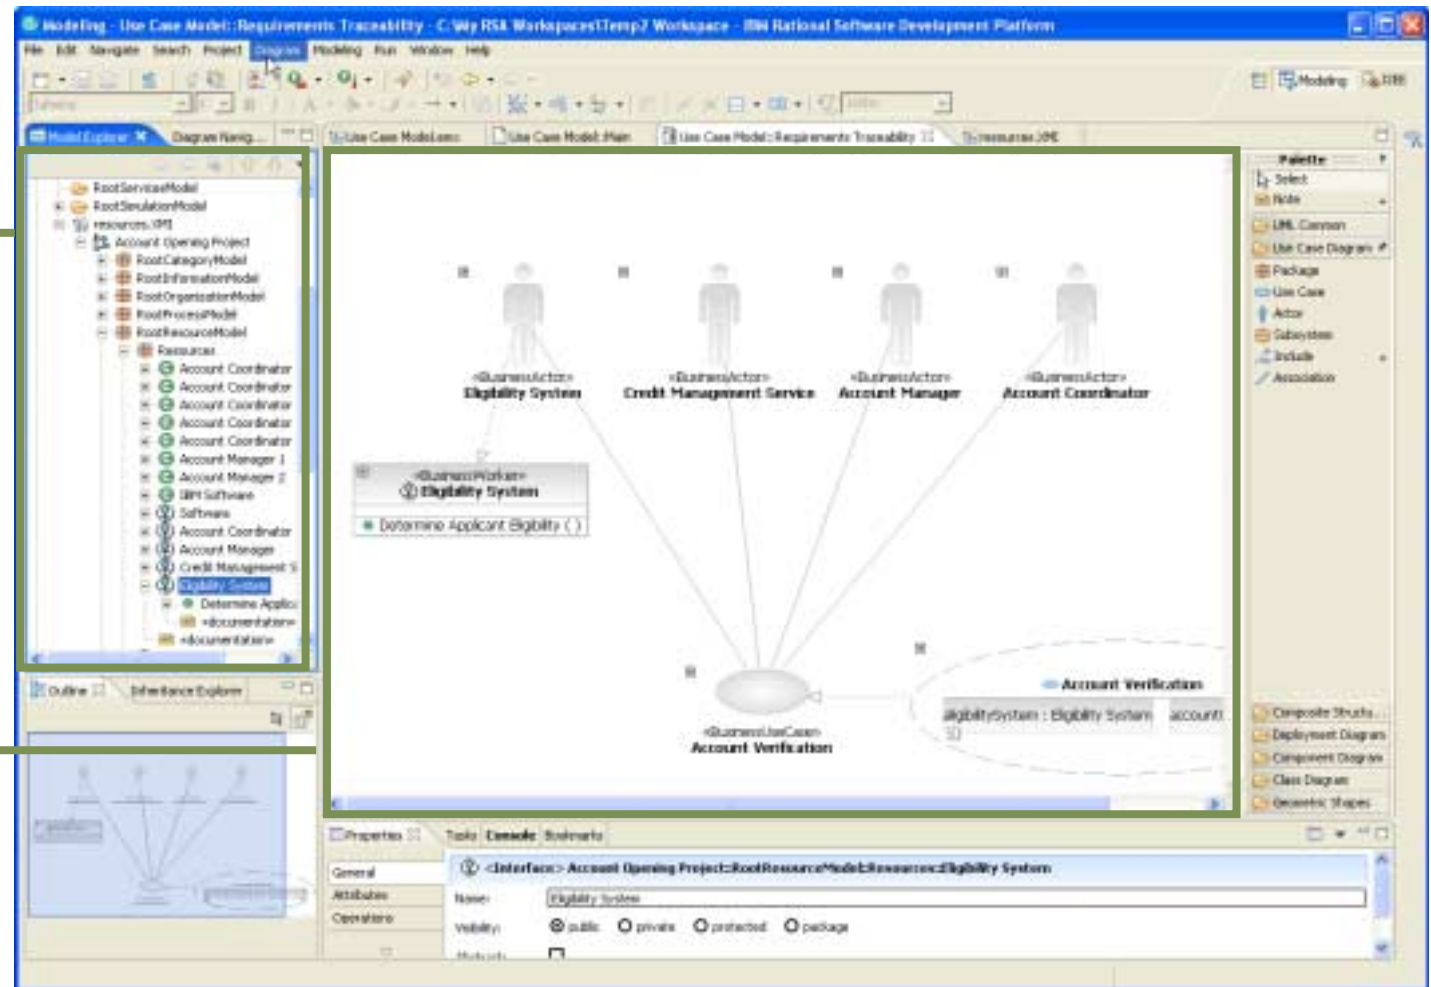 Modeling - Use Case Model::Requirements Traceability - C:\My RSA Workspaces\Temp2 Workspace - IBM Rational Software Development Platform
File Edit Navigate Search Project Diagram Modeling Run Window Help
Modeling
Model Explorer
Diagram Navig...
Use Case Model.emx
Use Case Model::Main
Use Case Model::Requirements Traceability
resources.XMI
RootServicesModel
RootSimulationModel
resources.XMI
Account Opening Project
RootCategoryModel
RootInformationModel
RootOrganizationModel
RootProcessModel
RootResourceModel
Resources
Account Coordinator
Account Coordinator
Account Coordinator
Account Coordinator
Account Coordinator
Account Manager 1
Account Manager 2
IBM Software
Software
Account Coordinator
Account Manager
Credit Management S
Eligibility System
Determine Applic
«documentation»
«documentation»
Outline
Inheritance Explorer
«BusinessActor»
Eligibility System
«BusinessActor»
Credit Management Service
«BusinessActor»
Account Manager
«BusinessActor»
Account Coordinator
«BusinessWorker»
Eligibility System
Determine Applicant Eligibility ( )
«BusinessUseCase»
Account Verification
Account Verification
eligibilitySystem : Eligibility System
Palette
Select
Note
UML Common
Use Case Diagram
Package
Use Case
Actor
Subsystem
Include
Association
Composite Structu...
Deployment Diagram
Component Diagram
Class Diagram
Geometric Shapes
Properties
Tasks Console Bookmarks
General
Attributes
Operations
<Interface> Account Opening Project::RootResourceModel::Resources::Eligibility System
Name: Eligibility System
Visibility: public private protected package